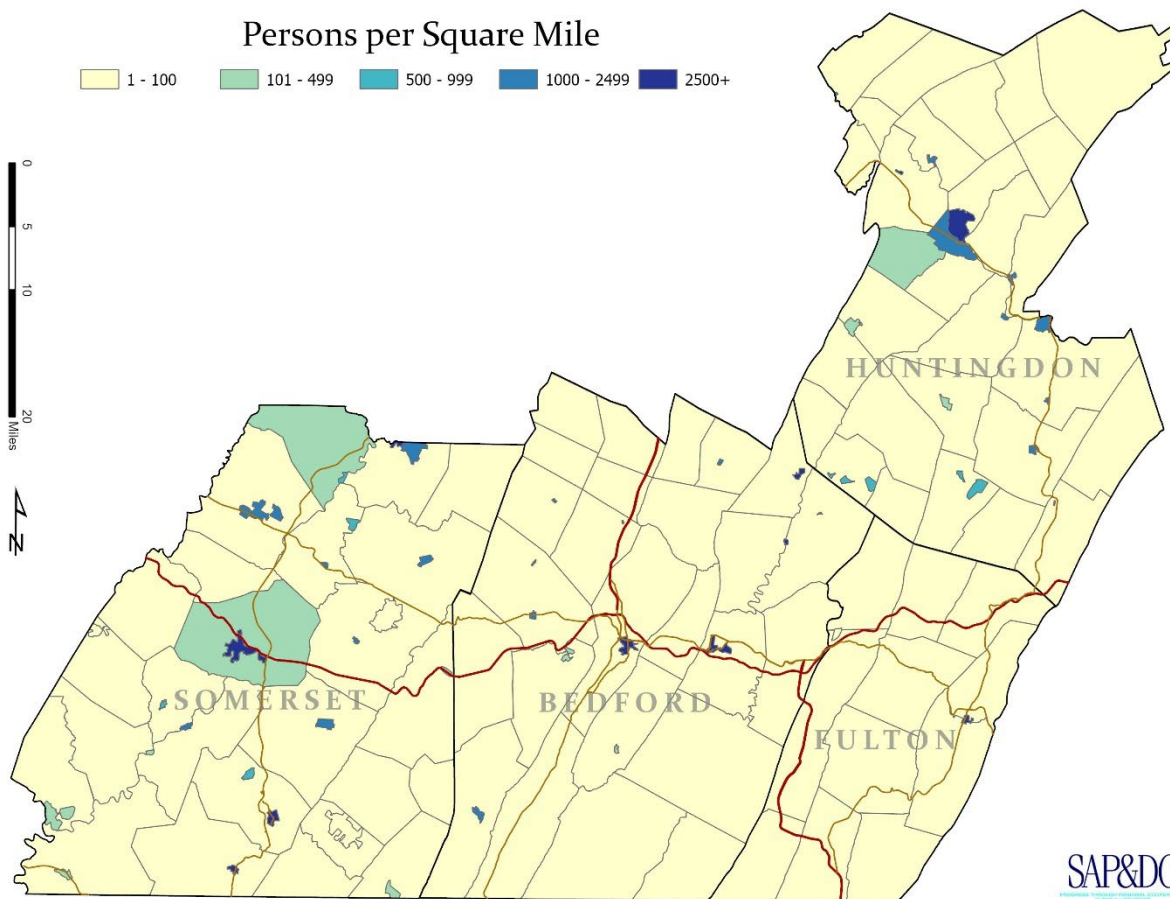 Persons per Square Mile
1 - 100
101 - 499
500 - 999
1000 - 2499
2500+
0
5
10
20
Miles
N
HUNTINGDON
SOMERSET
BEDFORD
FULTON
SAP&DC